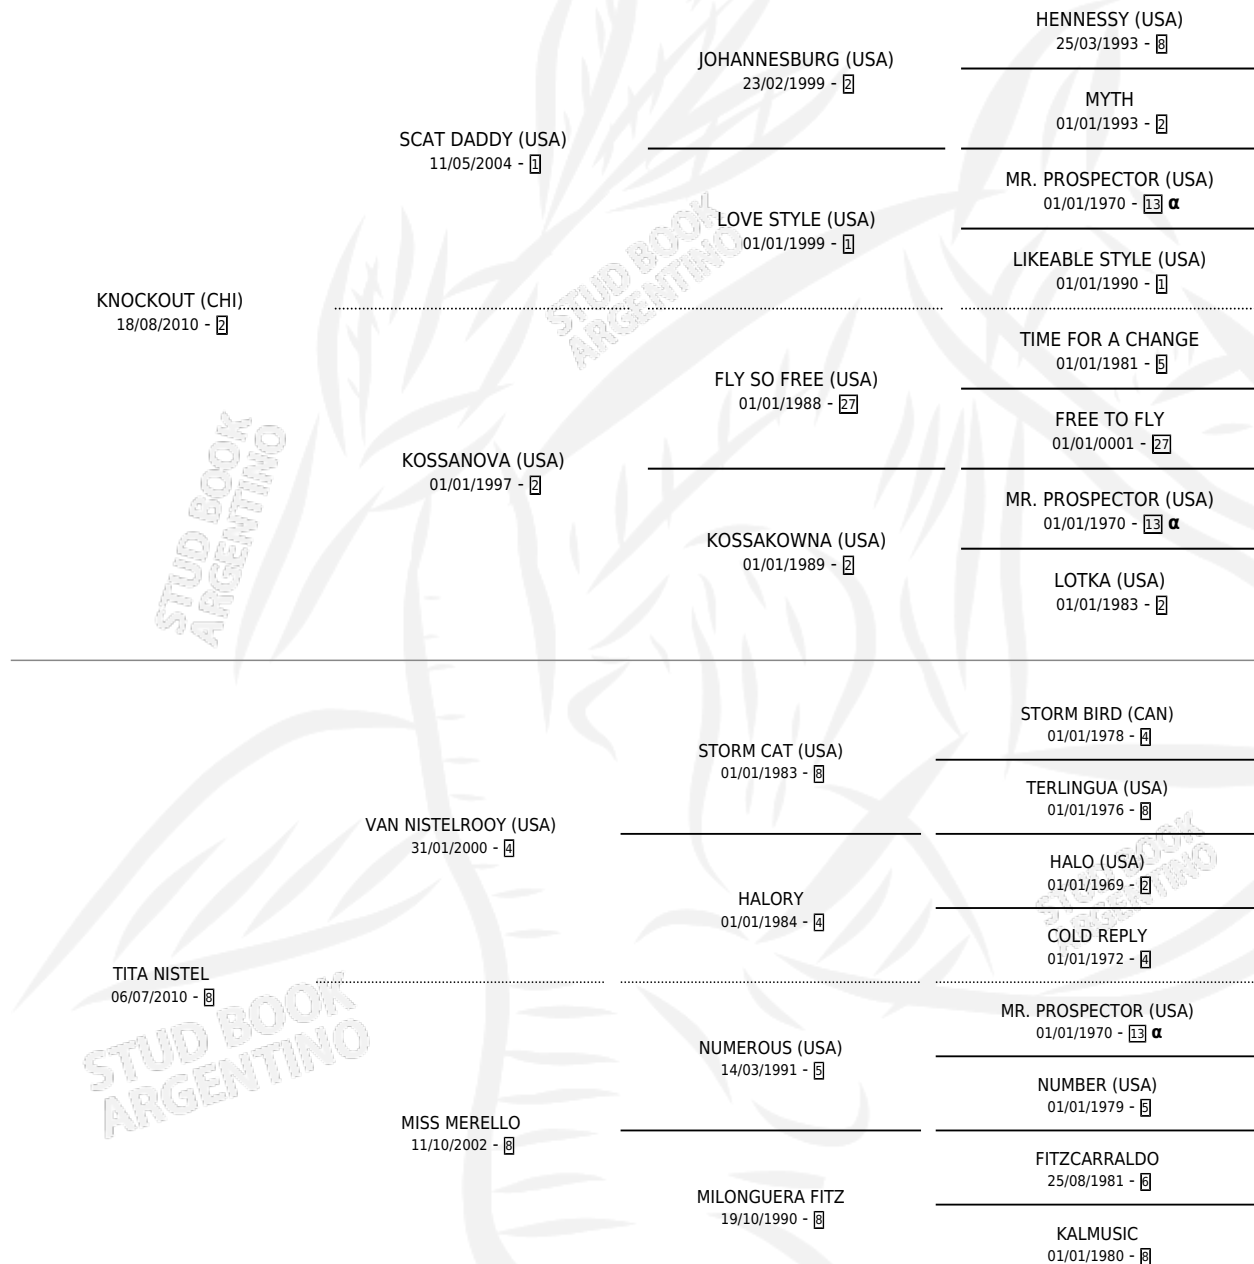 HENNESSY (USA)
25/03/1993 - 8
JOHANNESBURG (USA)
23/02/1999 - 2
MYTH
01/01/1993 - 2
SCAT DADDY (USA)
11/05/2004 - 1
MR. PROSPECTOR (USA)
01/01/1970 - 13 α
LOVE STYLE (USA)
01/01/1999 - 1
LIKEABLE STYLE (USA)
01/01/1990 - 1
KNOCKOUT (CHI)
18/08/2010 - 2
TIME FOR A CHANGE
01/01/1981 - 5
FLY SO FREE (USA)
01/01/1988 - 27
FREE TO FLY
01/01/0001 - 27
KOSSANOVA (USA)
01/01/1997 - 2
MR. PROSPECTOR (USA)
01/01/1970 - 13 α
KOSSAKOWNA (USA)
01/01/1989 - 2
LOTKA (USA)
01/01/1983 - 2
STORM BIRD (CAN)
01/01/1978 - 4
STORM CAT (USA)
01/01/1983 - 8
TERLINGUA (USA)
01/01/1976 - 8
VAN NISTELROOY (USA)
31/01/2000 - 4
HALO (USA)
01/01/1969 - 2
HALORY
01/01/1984 - 4
COLD REPLY
01/01/1972 - 4
TITA NISTEL
06/07/2010 - 8
MR. PROSPECTOR (USA)
01/01/1970 - 13 α
NUMEROUS (USA)
14/03/1991 - 5
NUMBER (USA)
01/01/1979 - 5
MISS MERELLO
11/10/2002 - 8
FITZCARRALDO
25/08/1981 - 6
MILONGUERA FITZ
19/10/1990 - 8
KALMUSIC
01/01/1980 - 8
STUD BOOK
ARGENTINO
STUD BOOK
ARGENTINO
STUD BOOK
ARGENTINO
STUD BOOK
ARGENTINO